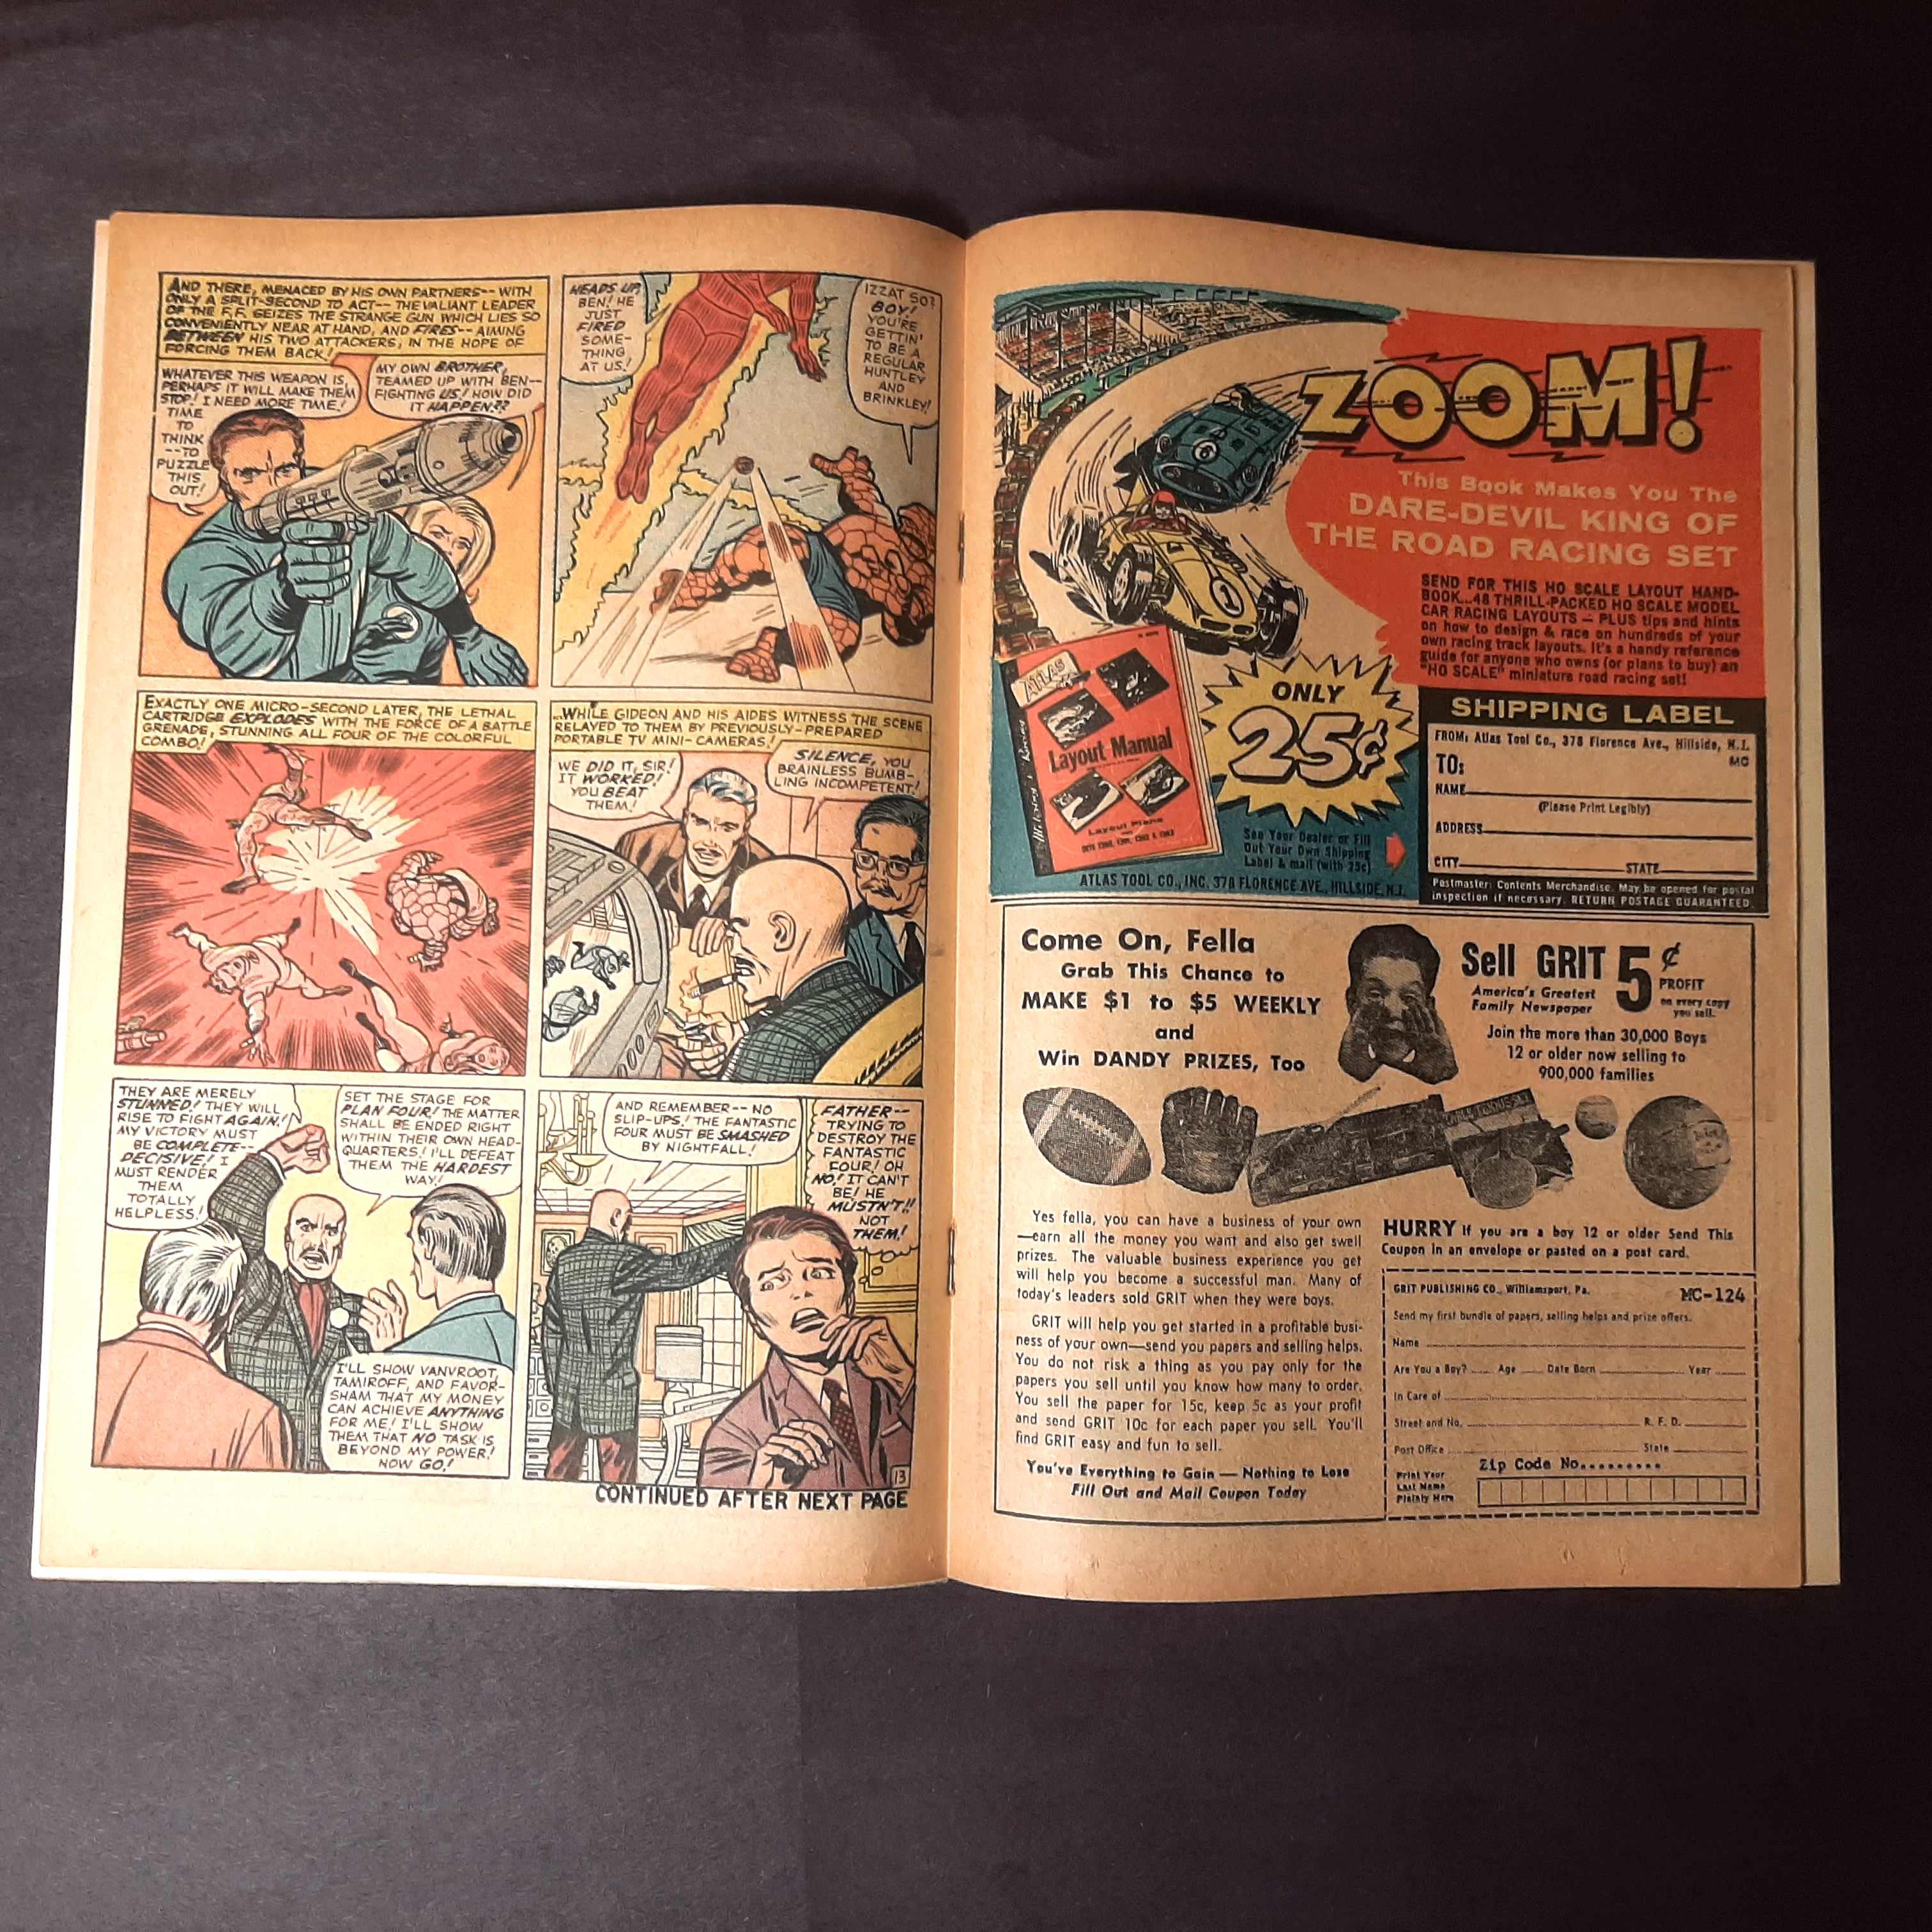 AND THERE, MENACED BY HIS OWN PARTNERS-- WITH
ONLY A SPLIT-SECOND TO ACT-- THE VALIANT LEADER
OF THE F.F. SEIZES THE STRANGE GUN WHICH LIES SO
CONVENIENTLY NEAR AT HAND, AND FIRES-- AIMING
BETWEEN HIS TWO ATTACKERS, IN THE HOPE OF
FORCING THEM BACK!
WHATEVER THIS WEAPON IS,
PERHAPS IT WILL MAKE THEM
STOP! I NEED MORE TIME!
TIME
TO
THINK
--TO
PUZZLE
THIS
OUT!
MY OWN BROTHER,
TEAMED UP WITH BEN--
FIGHTING US! HOW DID
IT HAPPEN??
HEADS UP,
BEN! HE
JUST
FIRED
SOME-
THING
AT US!
IZZAT SO?
BOY!
YOU'RE
GETTIN'
TO BE A
REGULAR
HUNTLEY
AND
BRINKLEY!
EXACTLY ONE MICRO-SECOND LATER, THE LETHAL
CARTRIDGE EXPLODES WITH THE FORCE OF A BATTLE
GRENADE, STUNNING ALL FOUR OF THE COLORFUL
COMBO!
...WHILE GIDEON AND HIS AIDES WITNESS THE SCENE
RELAYED TO THEM BY PREVIOUSLY-PREPARED
PORTABLE TV MINI-CAMERAS!
WE DID IT, SIR!
IT WORKED!
YOU BEAT
THEM!
SILENCE, YOU
BRAINLESS BUMB-
LING INCOMPETENT!
THEY ARE MERELY
STUNNED! THEY WILL
RISE TO FIGHT AGAIN!
MY VICTORY MUST
BE COMPLETE--
DECISIVE! I
MUST RENDER
THEM
TOTALLY
HELPLESS!
SET THE STAGE FOR
PLAN FOUR! THE MATTER
SHALL BE ENDED RIGHT
WITHIN THEIR OWN HEAD-
QUARTERS! I'LL DEFEAT
THEM THE HARDEST
WAY!
I'LL SHOW VANVROOT,
TAMIROFF, AND FAVOR-
SHAM THAT MY MONEY
CAN ACHIEVE ANYTHING
FOR ME! I'LL SHOW
THEM THAT NO TASK IS
BEYOND MY POWER!
NOW GO!
AND REMEMBER-- NO
SLIP-UPS! THE FANTASTIC
FOUR MUST BE SMASHED
BY NIGHTFALL!
FATHER--
TRYING TO
DESTROY THE
FANTASTIC
FOUR! OH
NO! IT CAN'T
BE! HE
MUSTN'T!!
NOT
THEM!
13
CONTINUED AFTER NEXT PAGE
ZOOM!
This Book Makes You The
DARE-DEVIL KING OF
THE ROAD RACING SET
SEND FOR THIS HO SCALE LAYOUT HAND-
BOOK...48 THRILL-PACKED HO SCALE MODEL
CAR RACING LAYOUTS — PLUS tips and hints
on how to design & race on hundreds of your
own racing track layouts. It's a handy reference
guide for anyone who owns (or plans to buy) an
"HO SCALE" miniature road racing set!
6
1
ATLAS
Layout Manual
Layout Plans
ONLY
25¢
See Your Dealer or Fill
Out Your Own Shipping
Label & mail (with 25c)
ATLAS TOOL CO., INC. 378 FLORENCE AVE., HILLSIDE, N.J.
SHIPPING LABEL
FROM: Atlas Tool Co., 378 Florence Ave., Hillside, N.J.
MC
TO:
NAME
(Please Print Legibly)
ADDRESS
CITY STATE
Postmaster: Contents Merchandise. May be opened for postal
inspection if necessary. RETURN POSTAGE GUARANTEED.
Come On, Fella
Grab This Chance to
MAKE $1 to $5 WEEKLY
and
Win DANDY PRIZES, Too
Sell GRIT 5¢
PROFIT
on every copy
you sell.
America's Greatest
Family Newspaper
Join the more than 30,000 Boys
12 or older now selling to
900,000 families
Yes fella, you can have a business of your own
—earn all the money you want and also get swell
prizes. The valuable business experience you get
will help you become a successful man. Many of
today's leaders sold GRIT when they were boys.
GRIT will help you get started in a profitable busi-
ness of your own—send you papers and selling helps.
You do not risk a thing as you pay only for the
papers you sell until you know how many to order.
You sell the paper for 15c, keep 5c as your profit
and send GRIT 10c for each paper you sell. You'll
find GRIT easy and fun to sell.
You've Everything to Gain — Nothing to Lose
Fill Out and Mail Coupon Today
HURRY If you are a boy 12 or older Send This
Coupon in an envelope or pasted on a post card.
GRIT PUBLISHING CO., Williamsport, Pa.
MC-124
Send my first bundle of papers, selling helps and prize offers.
Name
Are You a Boy? Age Date Born Year
In Care of
Street and No. R. F. D.
Post Office State
Zip Code No.
Print Your
Last Name
Plainly Here